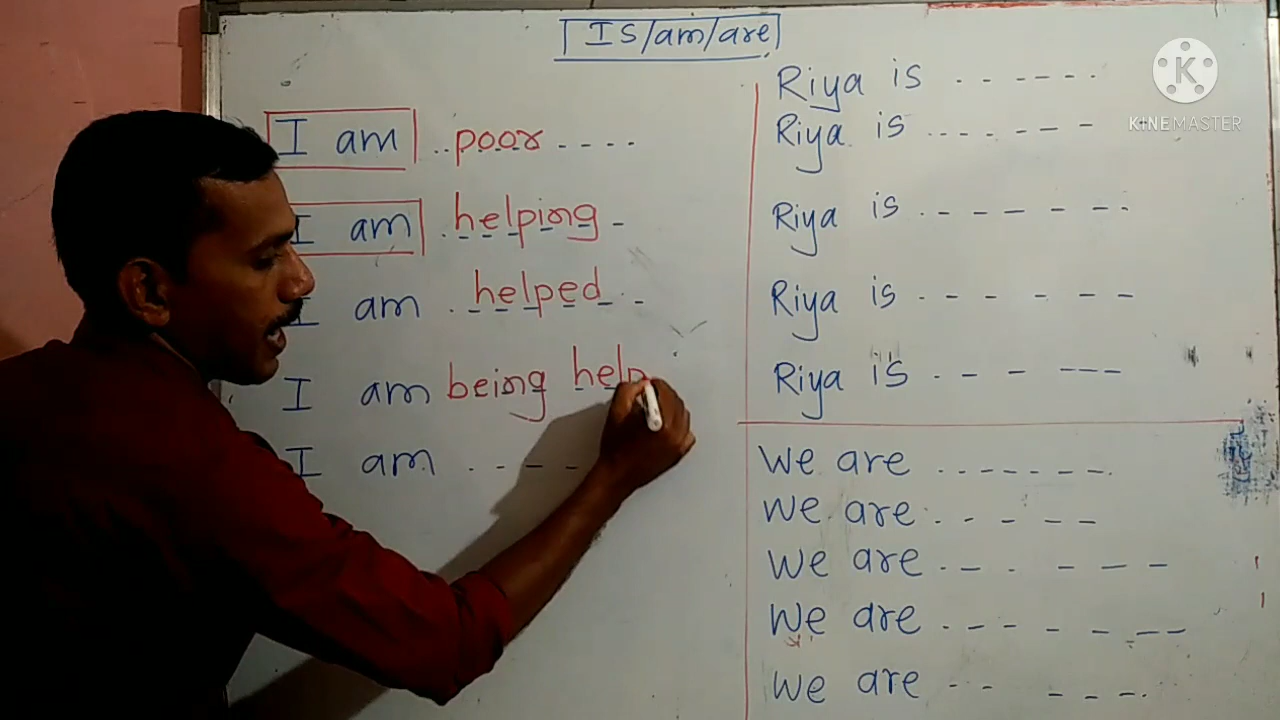 Is/am/are
I am ..poor....
I am .helping -
I am .helped -.
I am being help
I am .----
Riya is .------
Riya is ....---
Riya is .------.
Riya is .- - - - -
Riya is .- - ---
We are .......
We are .- - - -
We are .-- . - - -
We are .-- - - --
We are -- - - -.
K
KINEMASTER